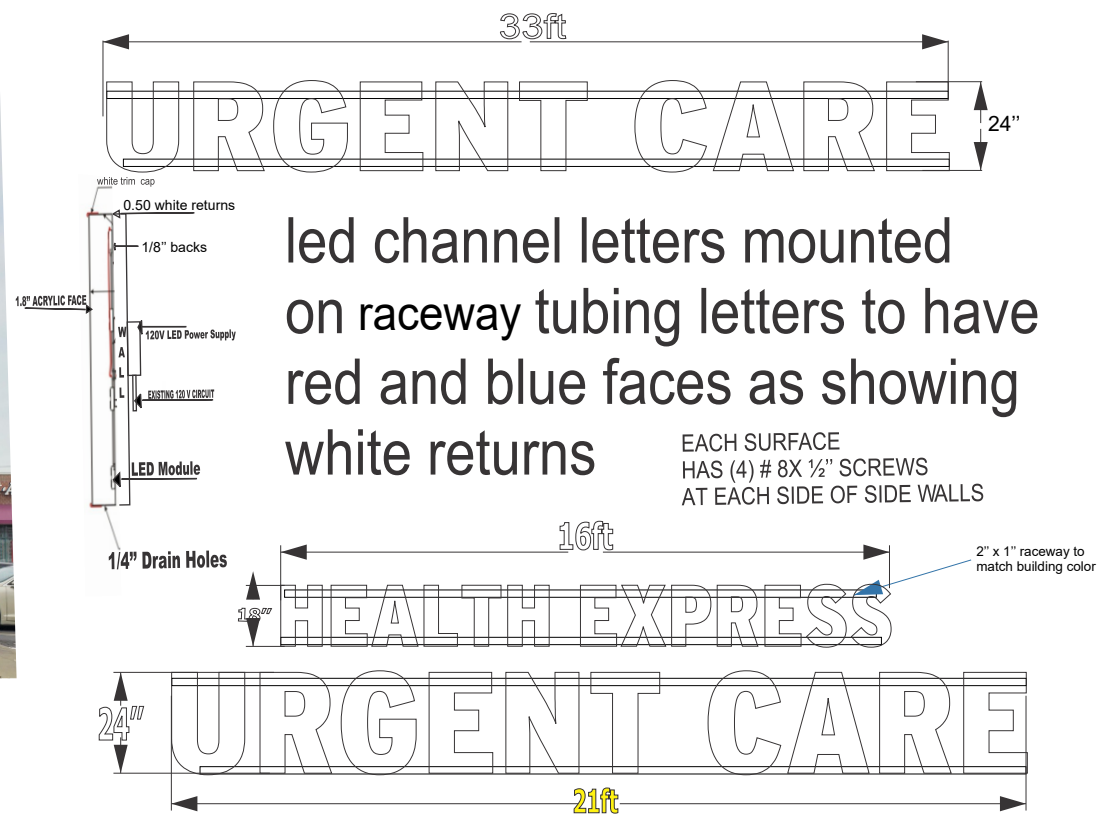 33ft
URGENT CARE
24’’
white trim cap
0.50 white returns
1/8” backs
1.8" ACRYLIC FACE
WALL
120V LED Power Supply
EXISTING 120 V CIRCUIT
LED Module
1/4” Drain Holes
led channel letters mounted
on raceway tubing letters to have
red and blue faces as showing
white returns
EACH SURFACE
HAS (4) # 8X ½’’ SCREWS
AT EACH SIDE OF SIDE WALLS
16ft
2’’ x 1’’ raceway to
match building color
18"
HEALTH EXPRESS
24"
URGENT CARE
21ft